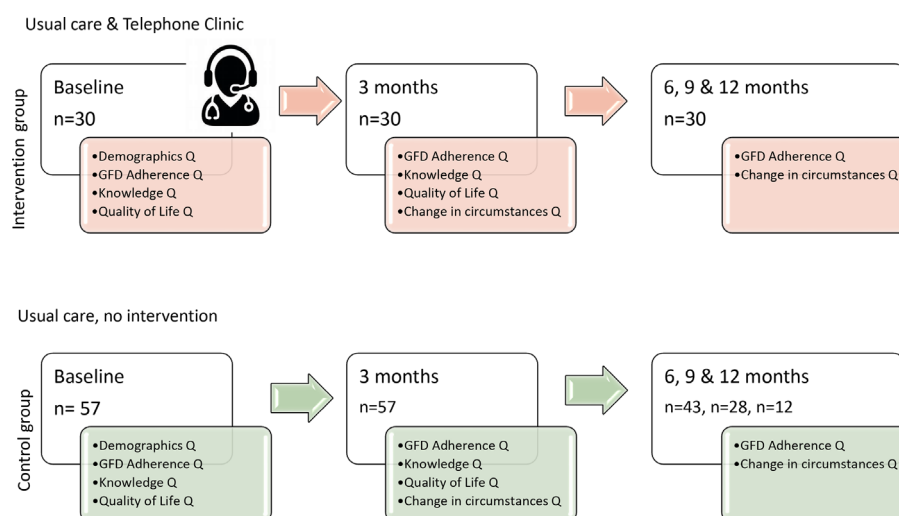 Usual care & Telephone Clinic
Intervention group
Baseline
n=30
•Demographics Q
•GFD Adherence Q
•Knowledge Q
•Quality of Life Q
3 months
n=30
•GFD Adherence Q
•Knowledge Q
•Quality of Life Q
•Change in circumstances Q
6, 9 & 12 months
n=30
•GFD Adherence Q
•Change in circumstances Q
Usual care, no intervention
Control group
Baseline
n= 57
•Demographics Q
•GFD Adherence Q
•Knowledge Q
•Quality of Life Q
3 months
n=57
•GFD Adherence Q
•Knowledge Q
•Quality of Life Q
•Change in circumstances Q
6, 9 & 12 months
n=43, n=28, n=12
•GFD Adherence Q
•Change in circumstances Q